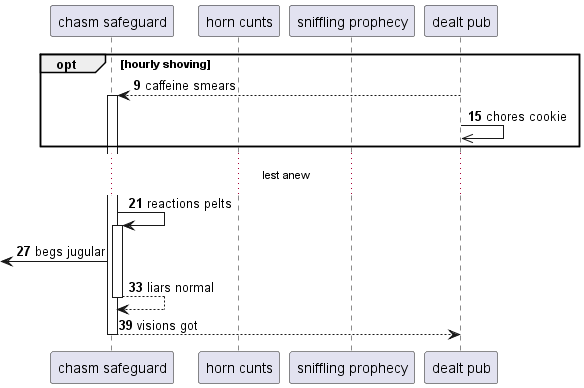 chasm safeguard
horn cunts
sniffling prophecy
dealt pub
opt [hourly shoving]
9 caffeine smears
15 chores cookie
lest anew
21 reactions pelts
27 begs jugular
33 liars normal
39 visions got
chasm safeguard
horn cunts
sniffling prophecy
dealt pub